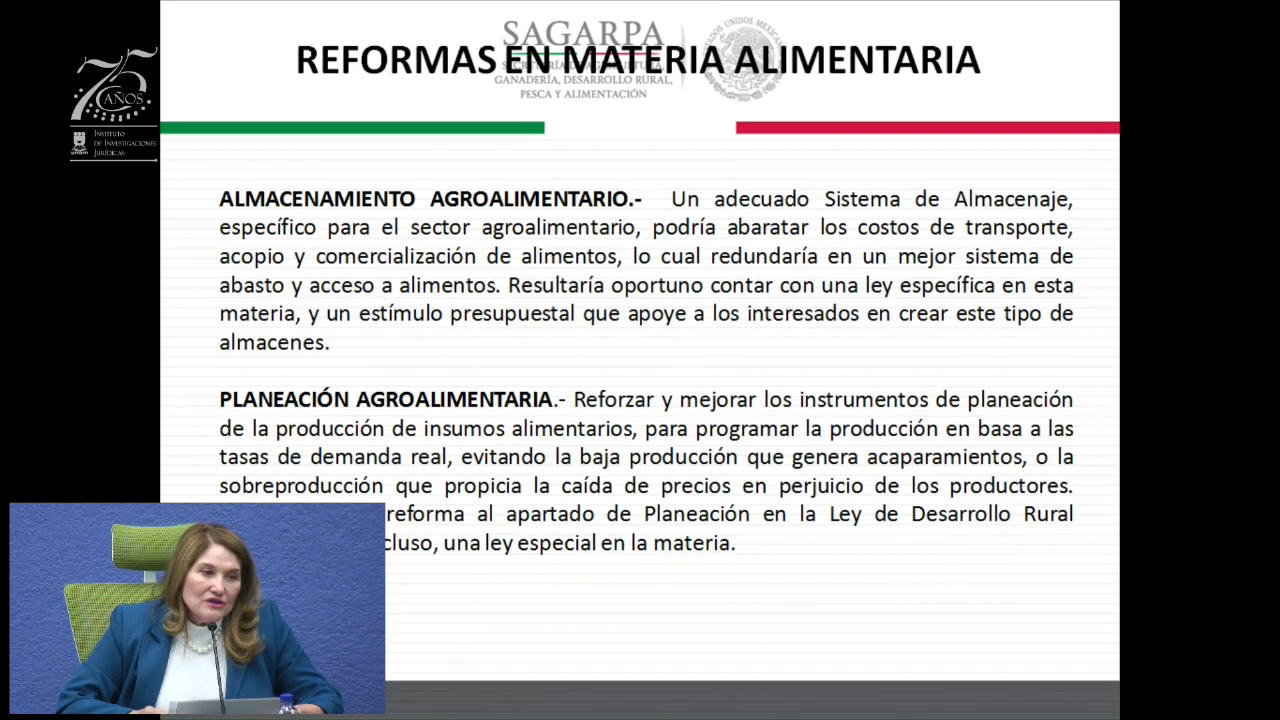 SAGARPA
REFORMAS EN MATERIA ALIMENTARIA
GANADERÍA, DESARROLLO RURAL,
PESCA Y ALIMENTACIÓN
75
AÑOS
INSTITUTO
DE INVESTIGACIONES
JURÍDICAS
ALMACENAMIENTO AGROALIMENTARIO.- Un adecuado Sistema de Almacenaje,
específico para el sector agroalimentario, podría abaratar los costos de transporte,
acopio y comercialización de alimentos, lo cual redundaría en un mejor sistema de
abasto y acceso a alimentos. Resultaría oportuno contar con una ley específica en esta
materia, y un estímulo presupuestal que apoye a los interesados en crear este tipo de
almacenes.
PLANEACIÓN AGROALIMENTARIA.- Reforzar y mejorar los instrumentos de planeación
de la producción de insumos alimentarios, para programar la producción en basa a las
tasas de demanda real, evitando la baja producción que genera acaparamientos, o la
sobreproducción que propicia la caída de precios en perjuicio de los productores.
reforma al apartado de Planeación en la Ley de Desarrollo Rural
una ley especial en la materia.